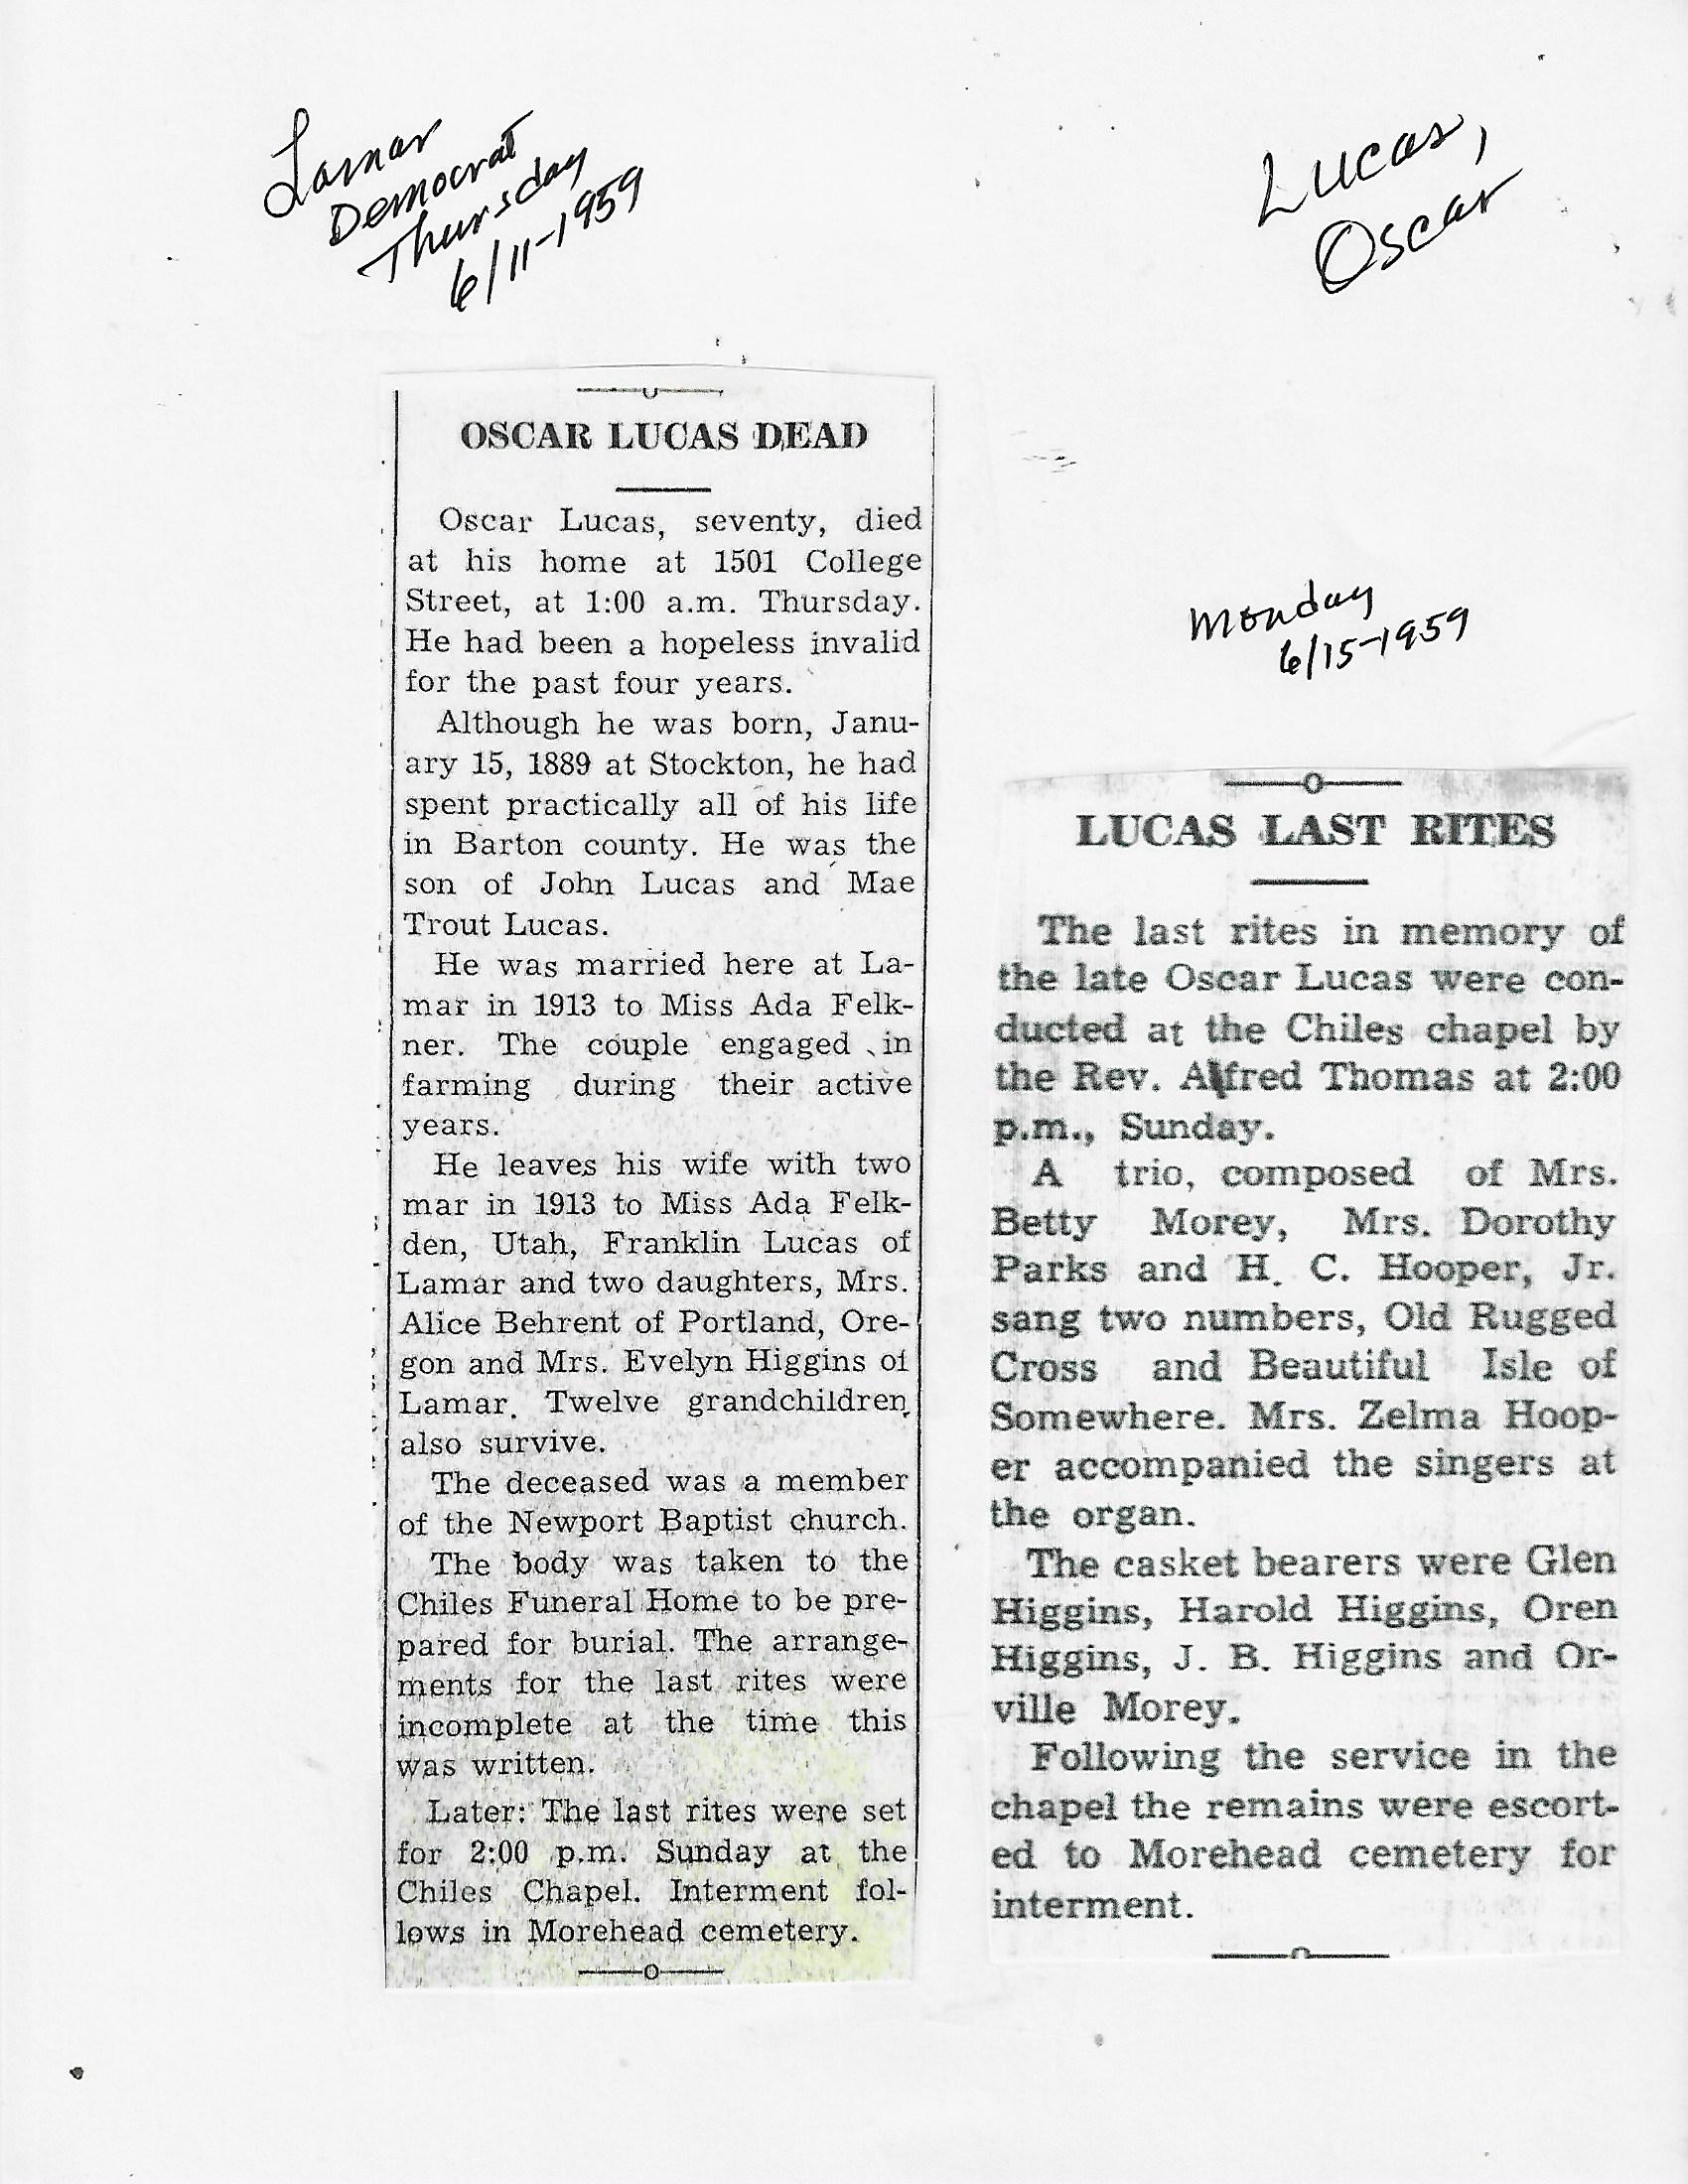 Lamar
Democrat
Thursday
6/11-1959
Lucas,
Oscar
OSCAR LUCAS DEAD
Oscar Lucas, seventy, died
at his home at 1501 College
Street, at 1:00 a.m. Thursday.
He had been a hopeless invalid
for the past four years.
Although he was born, Janu-
ary 15, 1889 at Stockton, he had
spent practically all of his life
in Barton county. He was the
son of John Lucas and Mae
Trout Lucas.
He was married here at La-
mar in 1913 to Miss Ada Felk-
ner. The couple engaged in
farming during their active
years.
He leaves his wife with two
mar in 1913 to Miss Ada Felk-
den, Utah, Franklin Lucas of
Lamar and two daughters, Mrs.
Alice Behrent of Portland, Ore-
gon and Mrs. Evelyn Higgins of
Lamar. Twelve grandchildren
also survive.
The deceased was a member
of the Newport Baptist church.
The body was taken to the
Chiles Funeral Home to be pre-
pared for burial. The arrange-
ments for the last rites were
incomplete at the time this
was written.
Later: The last rites were set
for 2:00 p.m. Sunday at the
Chiles Chapel. Interment fol-
lows in Morehead cemetery.
Monday
6/15-1959
LUCAS LAST RITES
The last rites in memory of
the late Oscar Lucas were con-
ducted at the Chiles chapel by
the Rev. Alfred Thomas at 2:00
p.m., Sunday.
A trio, composed of Mrs.
Betty Morey, Mrs. Dorothy
Parks and H. C. Hooper, Jr.
sang two numbers, Old Rugged
Cross and Beautiful Isle of
Somewhere. Mrs. Zelma Hoop-
er accompanied the singers at
the organ.
The casket bearers were Glen
Higgins, Harold Higgins, Oren
Higgins, J. B. Higgins and Or-
ville Morey.
Following the service in the
chapel the remains were escort-
ed to Morehead cemetery for
interment.